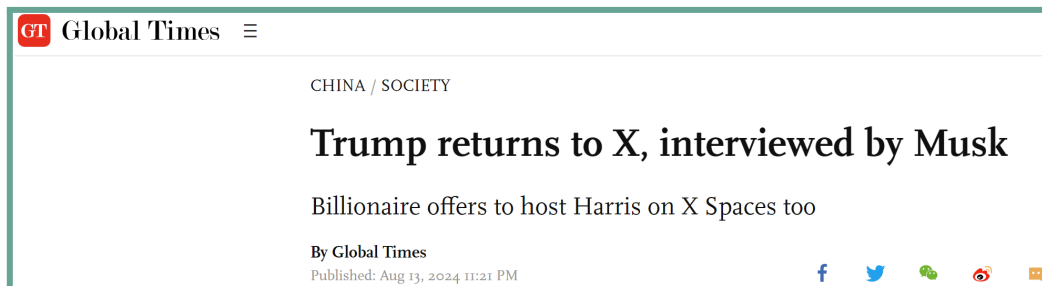 GT Global Times
CHINA / SOCIETY
Trump returns to X, interviewed by Musk
Billionaire offers to host Harris on X Spaces too
By Global Times
Published: Aug 13, 2024 11:21 PM